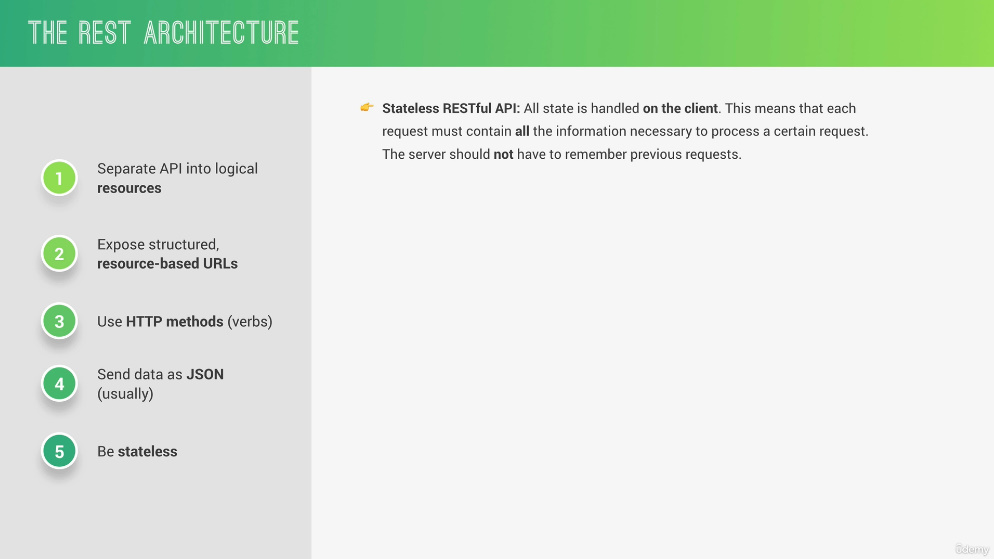 THE REST ARCHITECTURE
Stateless RESTful API: All state is handled on the client. This means that each
request must contain all the information necessary to process a certain request.
The server should not have to remember previous requests.
1
Separate API into logical
resources
2
Expose structured,
resource-based URLs
3
Use HTTP methods (verbs)
4
Send data as JSON
(usually)
5
Be stateless
ûdemy